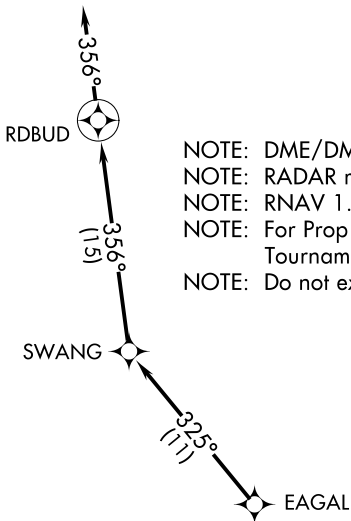 356°
RDBUD
NOTE: DME/DM
NOTE: RADAR
NOTE: RNAV 1.
NOTE: For Prop
Tournam
NOTE: Do not ex
356°
(15)
SWANG
325°
(11)
EAGAL